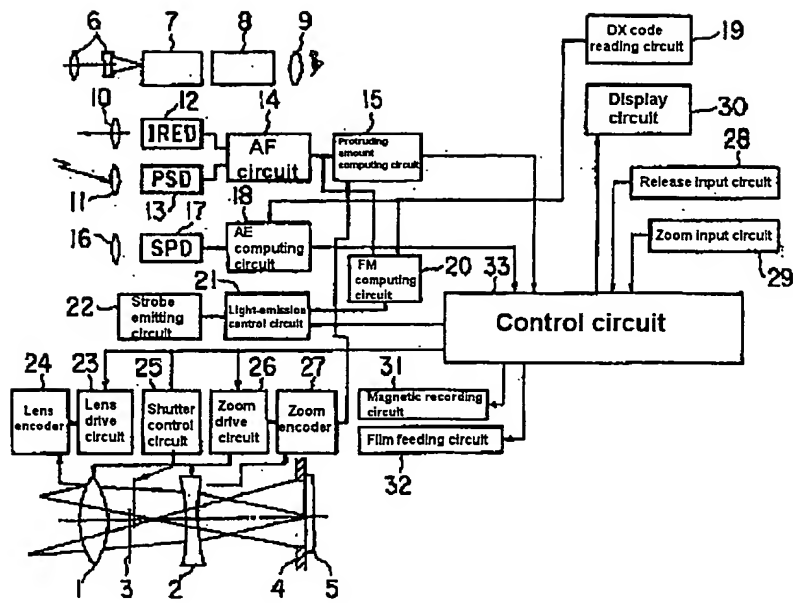 6
7
8
9
DX code
reading circuit
19
10
12
14
15
Display
circuit
30
IRED
AF
circuit
Protruding
amount
computing circuit
28
PSD
Release input circuit
11
13
17
18
16
SPD
AE
computing
circuit
Zoom input circuit
29
FM
computing
circuit
20
33
21
22
Strobe
emitting
circuit
Light-emission
control circuit
Control circuit
24
23
25
26
27
31
Lens
encoder
Lens
drive
circuit
Shutter
control
circuit
Zoom
drive
circuit
Zoom
encoder
Magnetic recording
circuit
Film feeding circuit
32
1
3
2
4
5